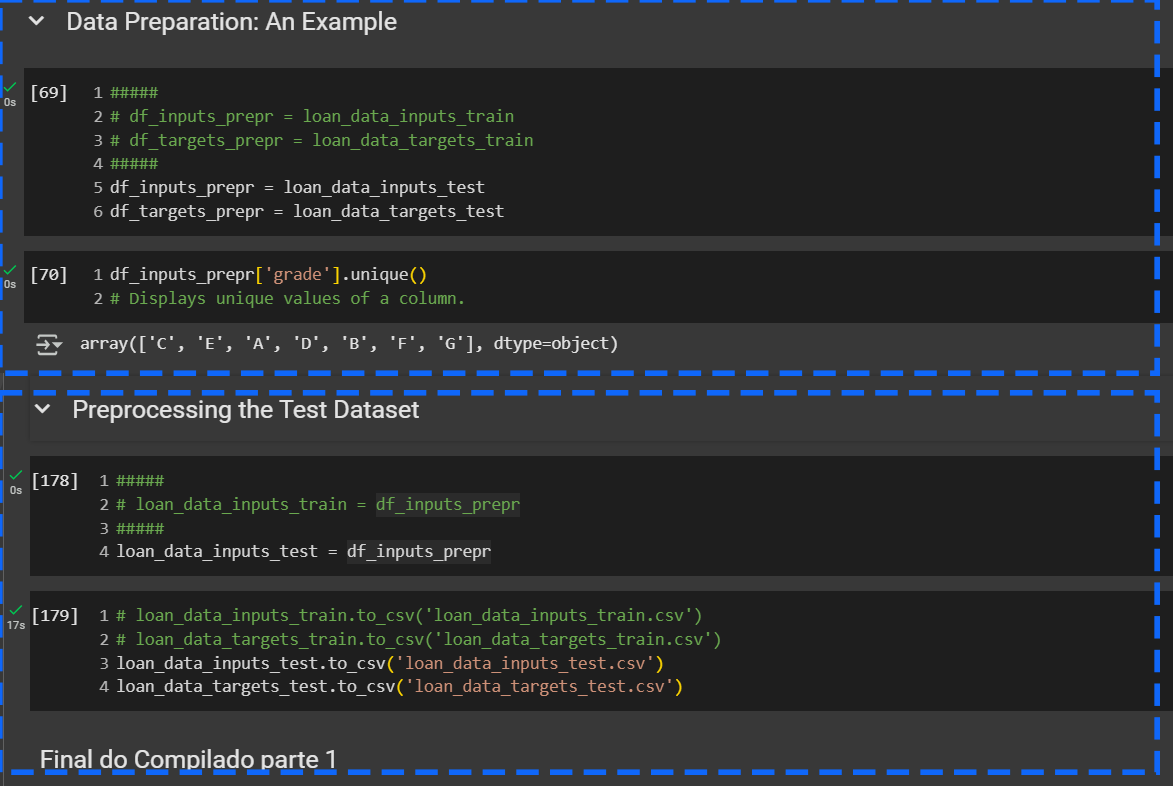 Data Preparation: An Example
0s
[69]
1 #####
2 # df_inputs_prepr = loan_data_inputs_train
3 # df_targets_prepr = loan_data_targets_train
4 #####
5 df_inputs_prepr = loan_data_inputs_test
6 df_targets_prepr = loan_data_targets_test
0s
[70]
1 df_inputs_prepr['grade'].unique()
2 # Displays unique values of a column.
array(['C', 'E', 'A', 'D', 'B', 'F', 'G'], dtype=object)
Preprocessing the Test Dataset
0s
[178]
1 #####
2 # loan_data_inputs_train = df_inputs_prepr
3 #####
4 loan_data_inputs_test = df_inputs_prepr
17s
[179]
1 # loan_data_inputs_train.to_csv('loan_data_inputs_train.csv')
2 # loan_data_targets_train.to_csv('loan_data_targets_train.csv')
3 loan_data_inputs_test.to_csv('loan_data_inputs_test.csv')
4 loan_data_targets_test.to_csv('loan_data_targets_test.csv')
Final do Compilado parte 1